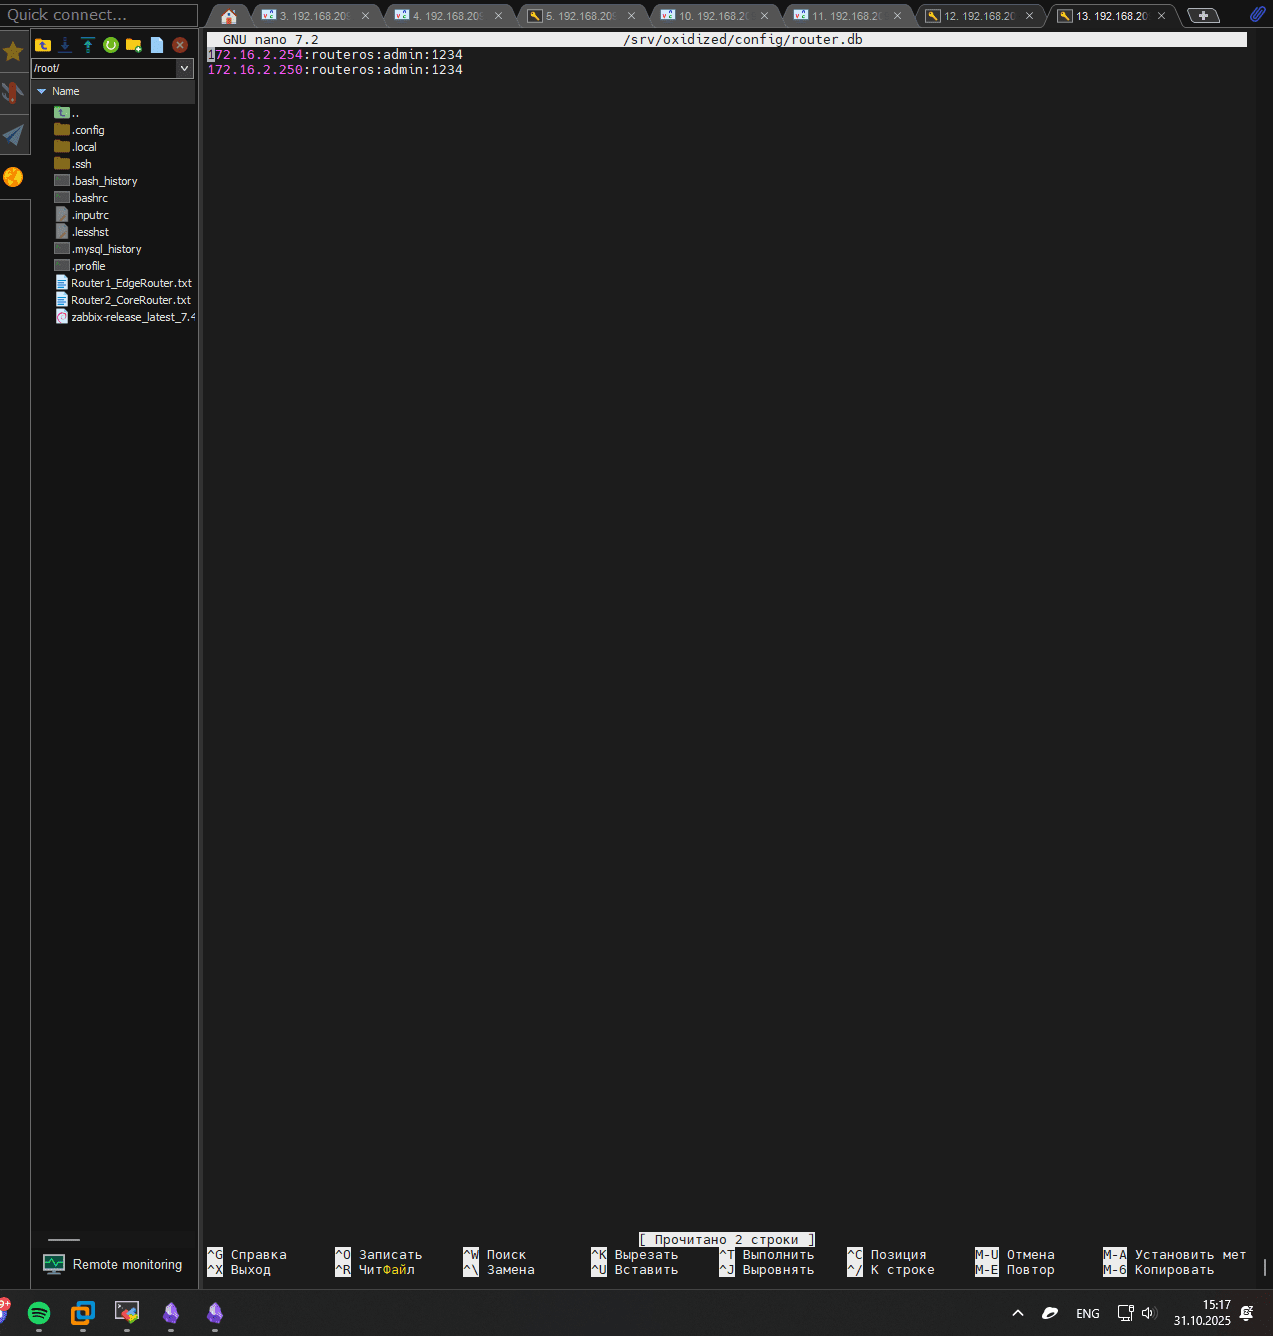 Quick connect...
3. 192.168.209
4. 192.168.209
5. 192.168.209
10. 192.168.20
11. 192.168.20
12. 192.168.20
13. 192.168.20
/root/
Name
..
.config
.local
.ssh
.bash_history
.bashrc
.inputrc
.lesshst
.mysql_history
.profile
Router1_EdgeRouter.txt
Router2_CoreRouter.txt
zabbix-release_latest_7.4
Remote monitoring
GNU nano 7.2 /srv/oxidized/config/router.db
172.16.2.254:routeros:admin:1234
172.16.2.250:routeros:admin:1234
[ Прочитано 2 строки ]
^G Справка ^O Записать ^W Поиск ^K Вырезать ^T Выполнить ^C Позиция M-U Отмена M-A Установить мет
^X Выход ^R ЧитФайл ^\ Замена ^U Вставить ^J Выровнять ^/ К строке M-E Повтор M-6 Копировать
ENG
15:17
31.10.2025